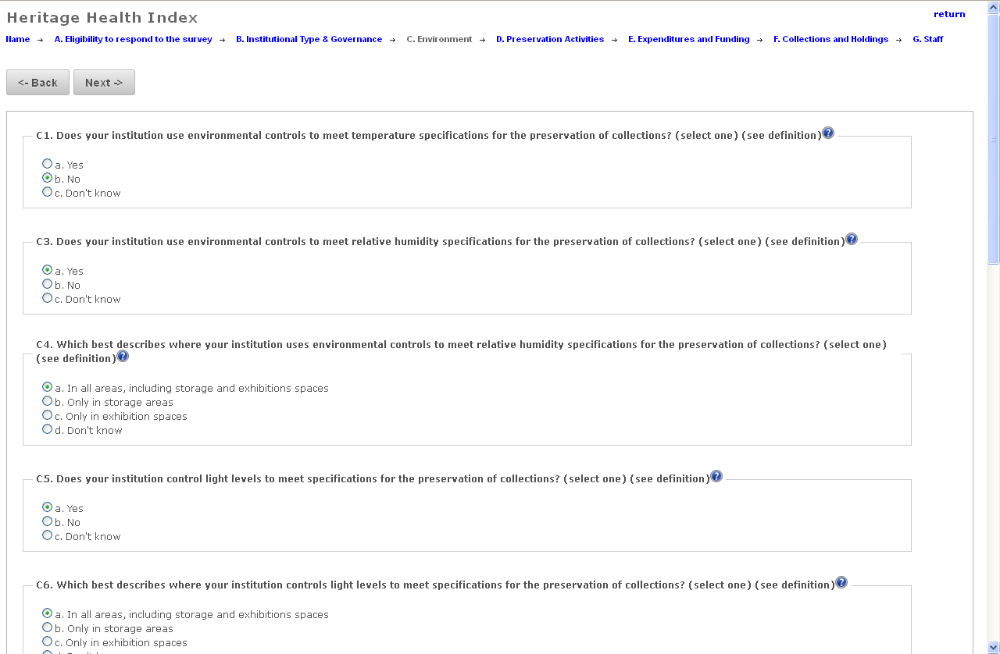 Heritage Health Index
return
Name → A. Eligibility to respond to the survey → B. Institutional Type & Governance → C. Environment → D. Preservation Activities → E. Expenditures and Funding → F. Collections and Holdings → G. Staff
<- Back Next ->
C1. Does your institution use environmental controls to meet temperature specifications for the preservation of collections? (select one) (see definition)?
a. Yes
b. No
c. Don't know
C3. Does your institution use environmental controls to meet relative humidity specifications for the preservation of collections? (select one) (see definition)?
a. Yes
b. No
c. Don't know
C4. Which best describes where your institution uses environmental controls to meet relative humidity specifications for the preservation of collections? (select one)
(see definition)?
a. In all areas, including storage and exhibitions spaces
b. Only in storage areas
c. Only in exhibition spaces
d. Don't know
C5. Does your institution control light levels to meet specifications for the preservation of collections? (select one) (see definition)?
a. Yes
b. No
c. Don't know
C6. Which best describes where your institution controls light levels to meet specifications for the preservation of collections? (select one) (see definition)?
a. In all areas, including storage and exhibitions spaces
b. Only in storage areas
c. Only in exhibition spaces